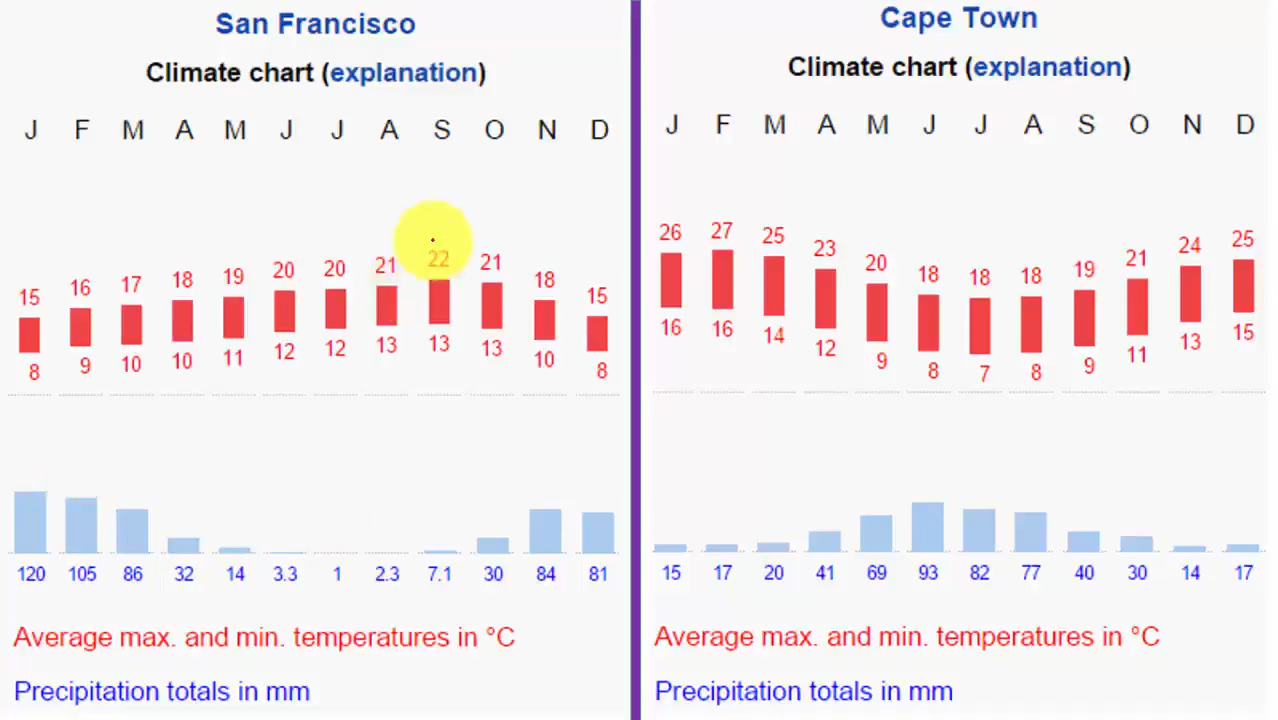 San Francisco
Climate chart (explanation)
J F M A M J J A S O N D
15 16 17 18 19 20 20 21 22 21 18 15
8 9 10 10 11 12 12 13 13 13 10 8
120 105 86 32 14 3.3 1 2.3 7.1 30 84 81
Average max. and min. temperatures in °C
Precipitation totals in mm
Cape Town
Climate chart (explanation)
J F M A M J J A S O N D
26 27 25 23 20 18 18 18 19 21 24 25
16 16 14 12 9 8 7 8 9 11 13 15
15 17 20 41 69 93 82 77 40 30 14 17
Average max. and min. temperatures in °C
Precipitation totals in mm